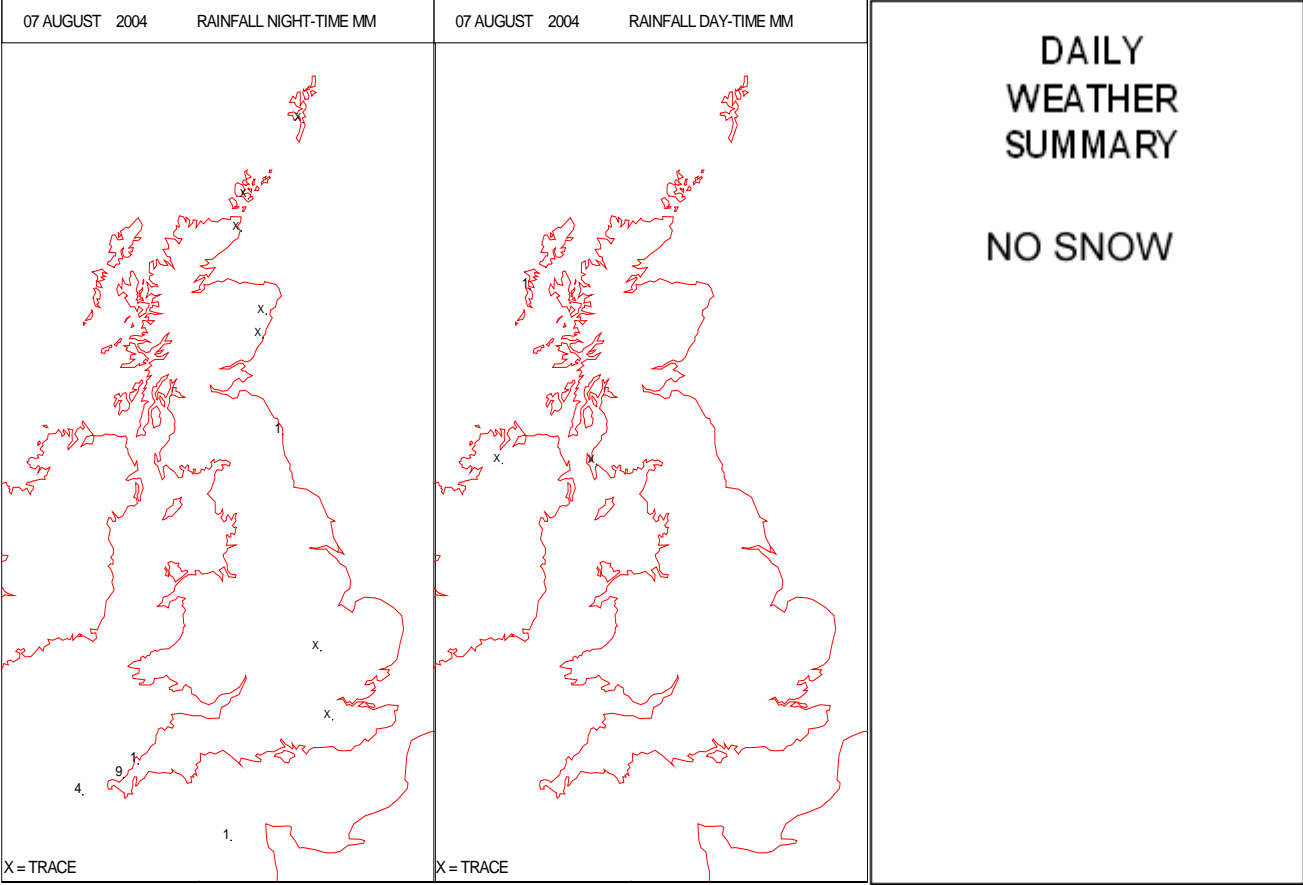 07 AUGUST 2004 RAINFALL NIGHT-TIME MM
X.
X.
X.
X.
X.
1.
X.
X.
1.
9.
4.
1.
X = TRACE
07 AUGUST 2004 RAINFALL DAY-TIME MM
1.
X.
X.
X = TRACE
DAILY
WEATHER
SUMMARY
NO SNOW